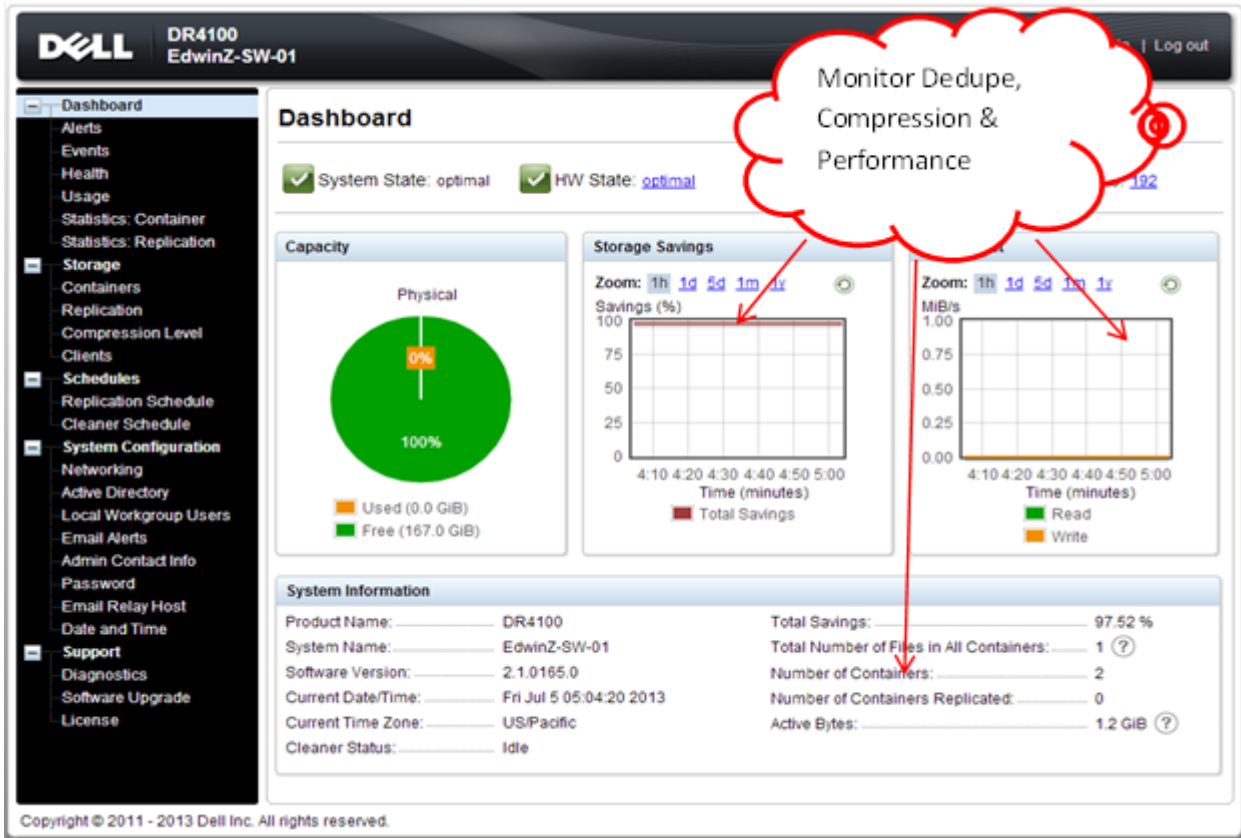 DELL
DR4100
EdwinZ-SW-01
| Log out
Monitor Dedupe,
Compression &
Performance
Dashboard
Alerts
Events
Health
Usage
Statistics: Container
Statistics: Replication
Storage
Containers
Replication
Compression Level
Clients
Schedules
Replication Schedule
Cleaner Schedule
System Configuration
Networking
Active Directory
Local Workgroup Users
Email Alerts
Admin Contact Info
Password
Email Relay Host
Date and Time
Support
Diagnostics
Software Upgrade
License
Dashboard
System State: optimal HW State: optimal 192
Capacity
Physical
0%
100%
Used (0.0 GiB)
Free (167.0 GiB)
Storage Savings
Zoom: 1h 1d 5d 1m 1y
Savings (%)
100
75
50
25
0
4:10 4:20 4:30 4:40 4:50 5:00
Time (minutes)
Total Savings
Zoom: 1h 1d 5d 1m 1y
MiB/s
1.00
0.75
0.50
0.25
0.00
4:10 4:20 4:30 4:40 4:50 5:00
Time (minutes)
Read
Write
System Information
Product Name: DR4100
System Name: EdwinZ-SW-01
Software Version: 2.1.0165.0
Current Date/Time: Fri Jul 5 05:04:20 2013
Current Time Zone: US/Pacific
Cleaner Status: Idle
Total Savings: 97.52 %
Total Number of Files in All Containers: 1 ?
Number of Containers: 2
Number of Containers Replicated: 0
Active Bytes: 1.2 GiB ?
Copyright © 2011 - 2013 Dell Inc. All rights reserved.